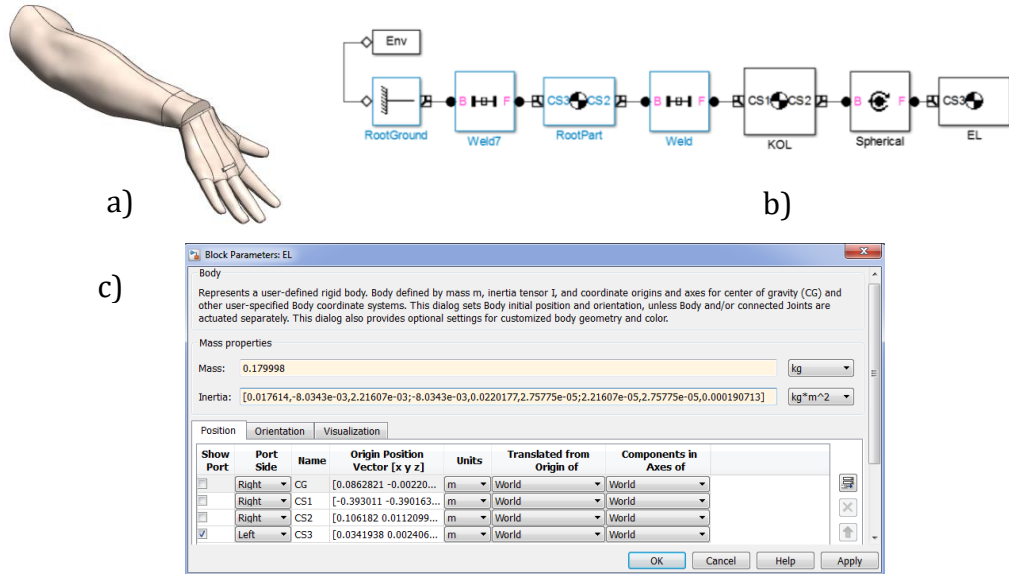 Env
B F CS3 CS2 B F CS1 CS2 B F CS3
RootGround Weld7 RootPart Weld KOL Spherical EL
a) b)
c)
Block Parameters: EL
Body
Represents a user-defined rigid body. Body defined by mass m, inertia tensor I, and coordinate origins and axes for center of gravity (CG) and
other user-specified Body coordinate systems. This dialog sets Body initial position and orientation, unless Body and/or connected Joints are
actuated separately. This dialog also provides optional settings for customized body geometry and color.
Mass properties
Mass: 0.179998 kg
Inertia: [0.017614,-8.0343e-03,2.21607e-03;-8.0343e-03,0.0220177,2.75775e-05;2.21607e-05,2.75775e-05,0.000190713] kg*m^2
Position Orientation Visualization
Show Port Port Side Name Origin Position Vector [x y z] Units Translated from Origin of Components in Axes of
Right CG [0.0862821 -0.00220... m World World
Right CS1 [-0.393011 -0.390163... m World World
Right CS2 [0.106182 0.0112099... m World World
Left CS3 [0.0341938 0.002406... m World World
OK Cancel Help Apply